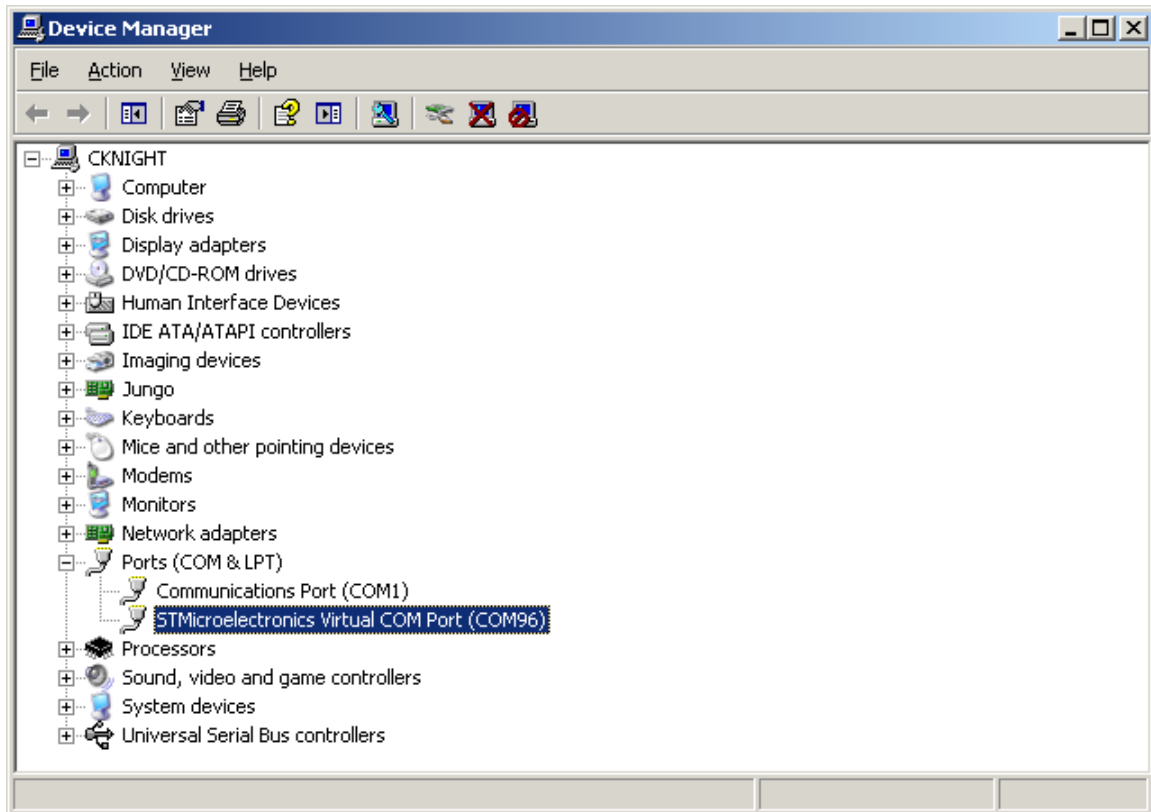 Device Manager
File Action View Help
CKNIGHT
Computer
Disk drives
Display adapters
DVD/CD-ROM drives
Human Interface Devices
IDE ATA/ATAPI controllers
Imaging devices
Jungo
Keyboards
Mice and other pointing devices
Modems
Monitors
Network adapters
Ports (COM & LPT)
Communications Port (COM1)
STMicroelectronics Virtual COM Port (COM96)
Processors
Sound, video and game controllers
System devices
Universal Serial Bus controllers